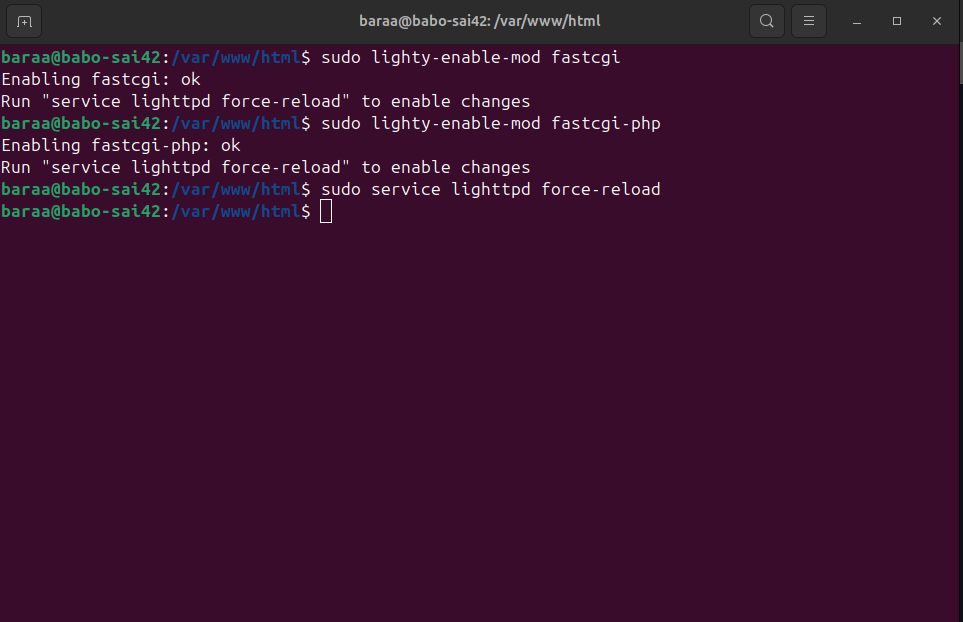 baraa@babo-sai42: /var/www/html
baraa@babo-sai42:/var/www/html$ sudo lighty-enable-mod fastcgi
Enabling fastcgi: ok
Run "service lighttpd force-reload" to enable changes
baraa@babo-sai42:/var/www/html$ sudo lighty-enable-mod fastcgi-php
Enabling fastcgi-php: ok
Run "service lighttpd force-reload" to enable changes
baraa@babo-sai42:/var/www/html$ sudo service lighttpd force-reload
baraa@babo-sai42:/var/www/html$